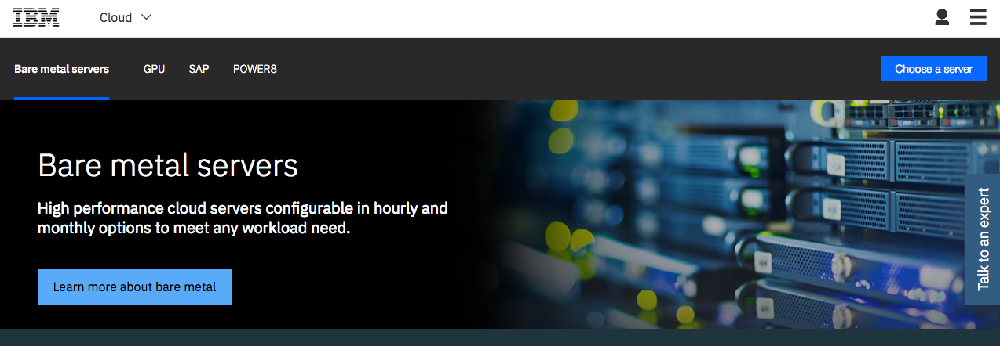 IBM
Cloud
Bare metal servers
GPU
SAP
POWER8
Choose a server
Bare metal servers
High performance cloud servers configurable in hourly and
monthly options to meet any workload need.
Learn more about bare metal
Talk to an expert